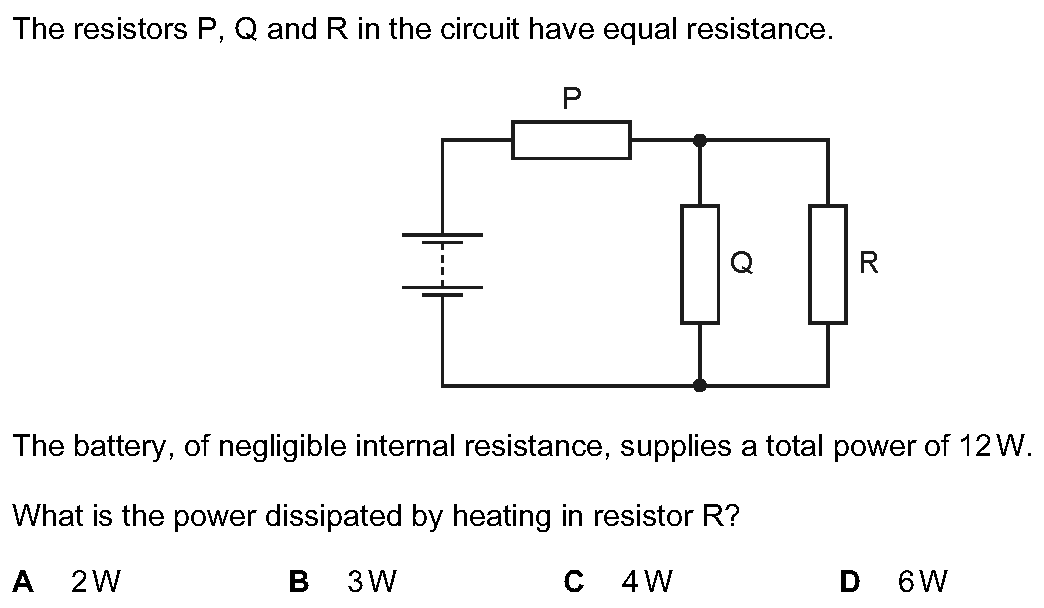 The resistors P, Q and R in the circuit have equal resistance.
P
Q
R
The battery, of negligible internal resistance, supplies a total power of 12 W.
What is the power dissipated by heating in resistor R?
A 2 W B 3 W C 4 W D 6 W